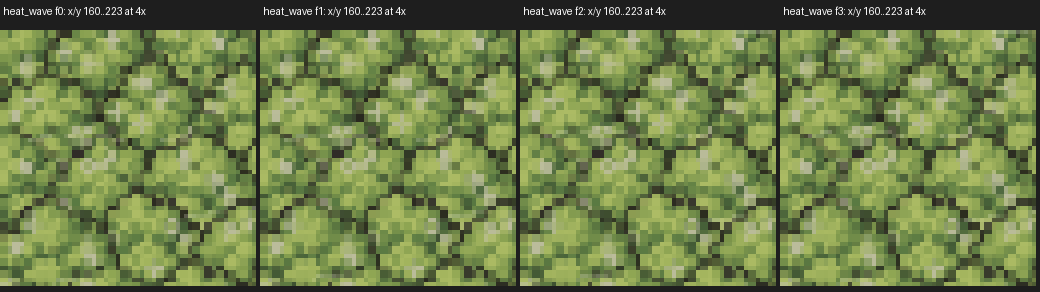 heat_wave f0: x/y 160..223 at 4x
heat_wave f1: x/y 160..223 at 4x
heat_wave f2: x/y 160..223 at 4x
heat_wave f3: x/y 160..223 at 4x